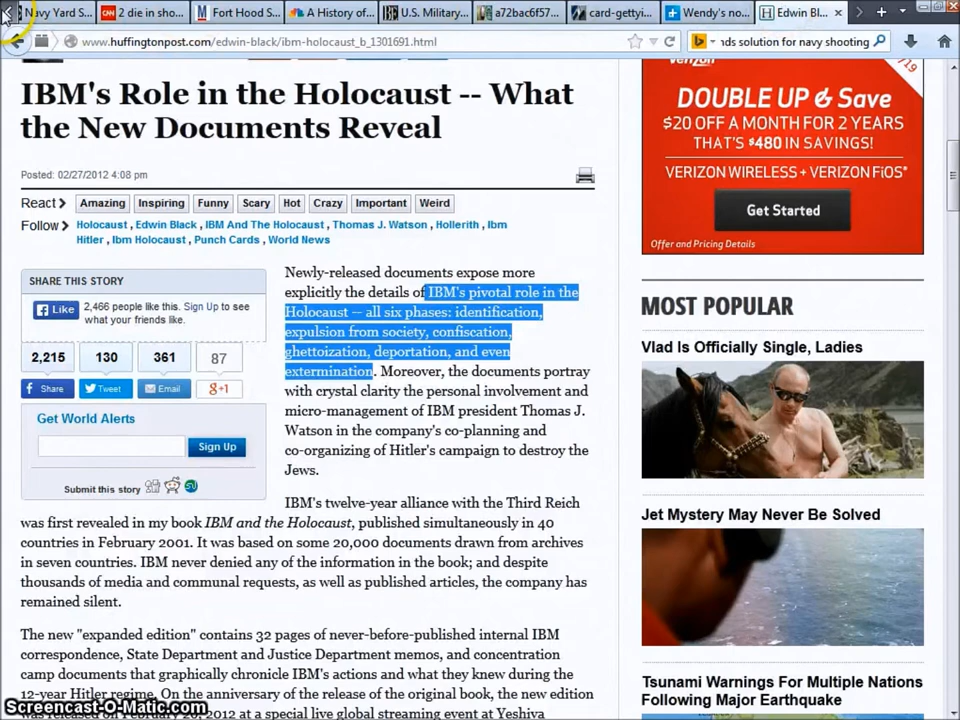 Navy Yard S...
2 die in sho...
Fort Hood S...
A History of...
U.S. Military...
a72bac6f57...
card-gettyi...
Wendy's no...
Edwin Bl...
www.huffingtonpost.com/edwin-black/ibm-holocaust_b_1301691.html
nds solution for navy shooting
IBM's Role in the Holocaust -- What
the New Documents Reveal
Posted: 02/27/2012 4:08 pm
React
Amazing
Inspiring
Funny
Scary
Hot
Crazy
Important
Weird
Follow
Holocaust , Edwin Black , IBM And The Holocaust , Thomas J. Watson , Hollerith , Ibm
Hitler , Ibm Holocaust , Punch Cards , World News
SHARE THIS STORY
Like
2,466 people like this. Sign Up to see
what your friends like.
2,215
130
361
87
Share
Tweet
Email
+1
Get World Alerts
Sign Up
Submit this story
Newly-released documents expose more
explicitly the details of IBM's pivotal role in the
Holocaust -- all six phases: identification,
expulsion from society, confiscation,
ghettoization, deportation, and even
extermination. Moreover, the documents portray
with crystal clarity the personal involvement and
micro-management of IBM president Thomas J.
Watson in the company's co-planning and
co-organizing of Hitler's campaign to destroy the
Jews.
IBM's twelve-year alliance with the Third Reich
was first revealed in my book IBM and the Holocaust, published simultaneously in 40
countries in February 2001. It was based on some 20,000 documents drawn from archives
in seven countries. IBM never denied any of the information in the book; and despite
thousands of media and communal requests, as well as published articles, the company has
remained silent.
The new "expanded edition" contains 32 pages of never-before-published internal IBM
correspondence, State Department and Justice Department memos, and concentration
camp documents that graphically chronicle IBM's actions and what they knew during the
12-year Hitler regime. On the anniversary of the release of the original book, the new edition
was released on February 26, 2012 at a special live global streaming event at Yeshiva
verizon
7/19
DOUBLE UP & Save
$20 OFF A MONTH FOR 2 YEARS
THAT'S $480 IN SAVINGS!
VERIZON WIRELESS + VERIZON FiOS
Get Started
Offer and Pricing Details
MOST POPULAR
Vlad Is Officially Single, Ladies
Jet Mystery May Never Be Solved
Tsunami Warnings For Multiple Nations
Following Major Earthquake
Screencast-O-Matic.com